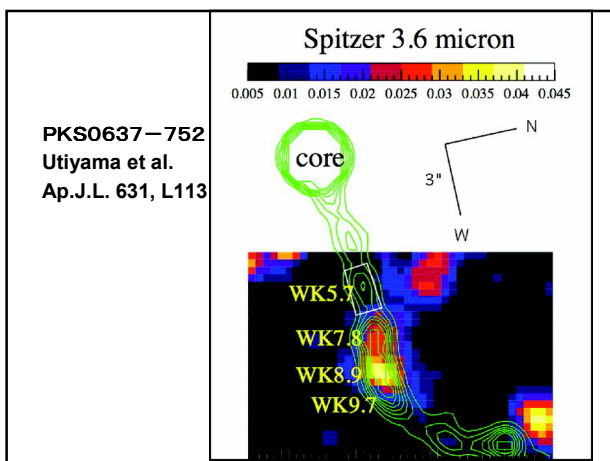 PKS0637-752
Utiyama et al.
Ap.J.L. 631, L113
Spitzer 3.6 micron
0.005 0.01 0.015 0.02 0.025 0.03 0.035 0.04 0.045
core
N
3"
W
WK5.7
WK7.8
WK8.9
WK9.7